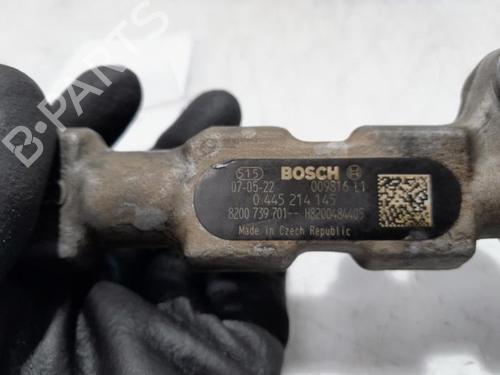 B-PARTS
615 BOSCH
07-05-22 009816 L1
0 445 214 145
8200 739 701-- H8200484405
Made in Czech Republic